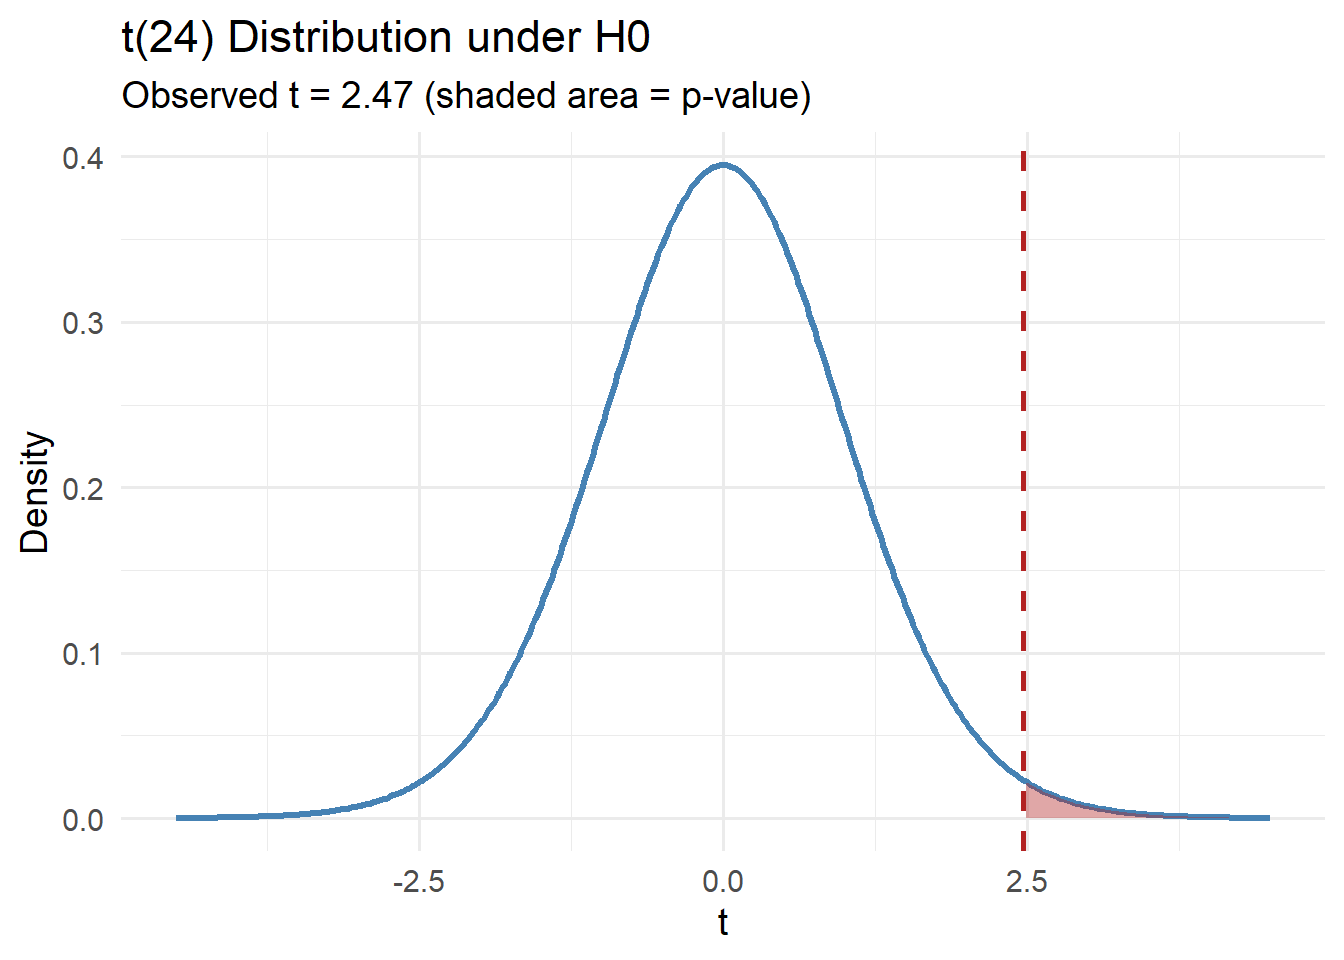 t(24) Distribution under H0
Observed t = 2.47 (shaded area = p-value)
0.4
0.3
0.2
0.1
0.0
Density
-2.5
0.0
2.5
t